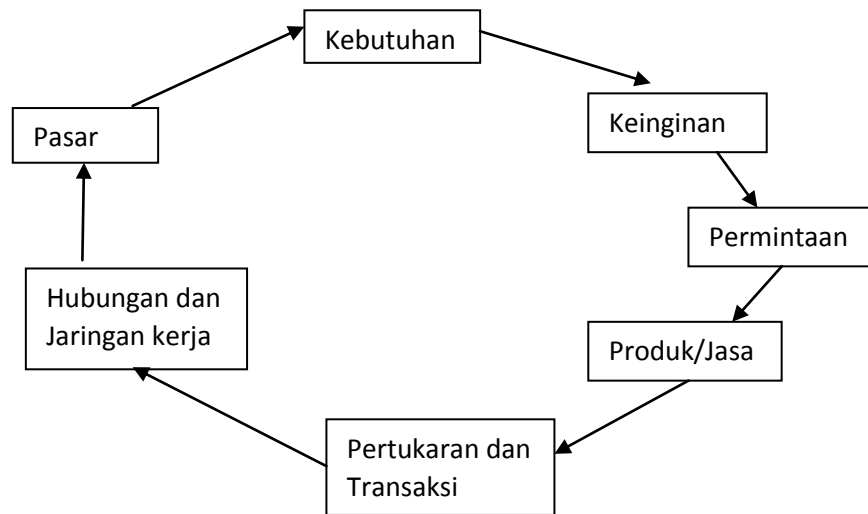 Kebutuhan
Keinginan
Permintaan
Produk/Jasa
Pertukaran dan
Transaksi
Hubungan dan
Jaringan kerja
Pasar